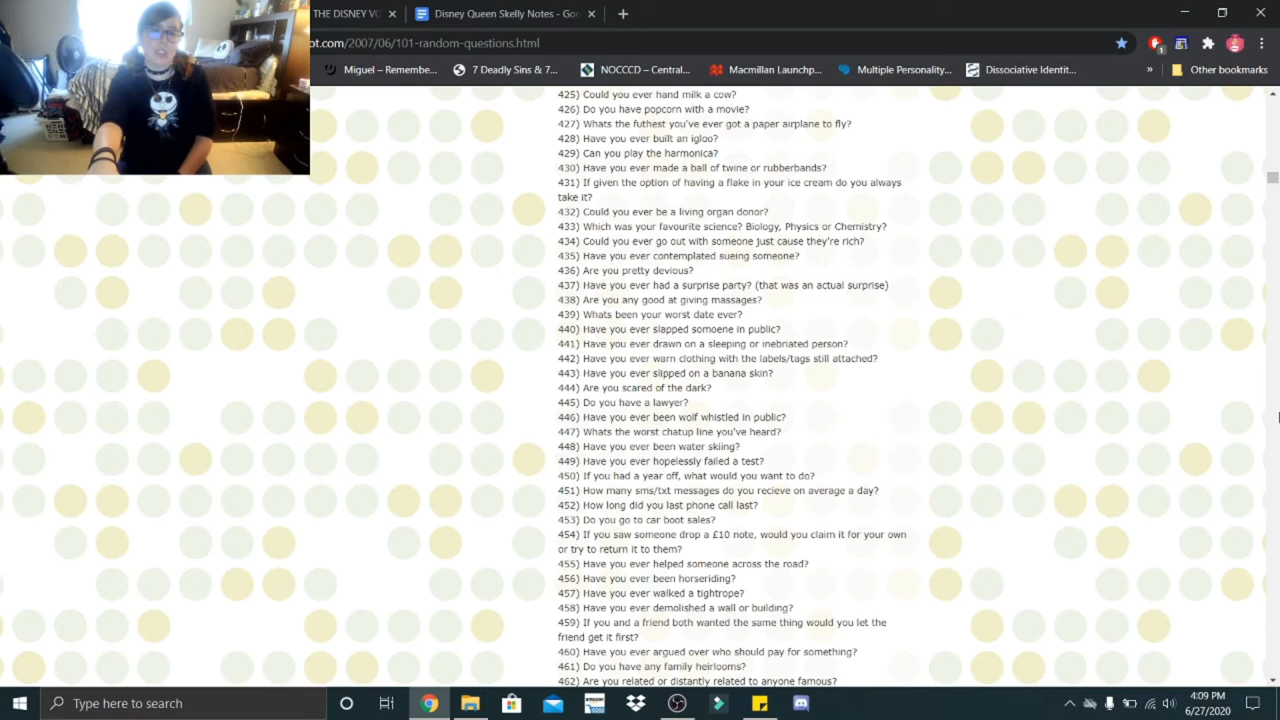 THE DISNEY VO
Disney Queen Skelly Notes - Goo
ot.com/2007/06/101-random-questions.html
1
Miguel – Remembe...
7 Deadly Sins & 7...
NOCCCD – Central...
Macmillan Launchp...
Multiple Personality...
Dissociative Identit...
»
Other bookmarks
425) Could you ever hand milk a cow?
426) Do you have popcorn with a movie?
427) Whats the futhest you've ever got a paper airplane to fly?
428) Have you ever built an igloo?
429) Can you play the harmonica?
430) Have you ever made a ball of twine or rubberbands?
431) If given the option of having a flake in your ice cream do you always
take it?
432) Could you ever be a living organ donor?
433) Which was your favourite science? Biology, Physics or Chemistry?
434) Could you ever go out with someone just cause they're rich?
435) Have you ever contemplated sueing someone?
436) Are you pretty devious?
437) Have you ever had a surprise party? (that was an actual surprise)
438) Are you any good at giving massages?
439) Whats been your worst date ever?
440) Have you ever slapped somoene in public?
441) Have you ever drawn on a sleeping or inebriated person?
442) Have you ever warn clothing with the labels/tags still attached?
443) Have you ever slipped on a banana skin?
444) Are you scared of the dark?
445) Do you have a lawyer?
446) Have you ever been wolf whistled in public?
447) Whats the worst chatup line you've heard?
448) Have you ever been water skiing?
449) Have you ever hopelessly failed a test?
450) If you had a year off, what would you want to do?
451) How many sms/txt messages do you recieve on average a day?
452) How long did you last phone call last?
453) Do you go to car boot sales?
454) If you saw someone drop a £10 note, would you claim it for your own
or try to return it to them?
455) Have you ever helped someone across the road?
456) Have you ever been horseriding?
457) Have you ever walked a tightrope?
458) Have you ever demolished a wall or building?
459) If you and a friend both wanted the same thing would you let the
friend get it first?
460) Have you ever argued over who should pay for something?
461) Do you have any family heirlooms?
462) Are you related or distantly related to anyone famous?
Type here to search
amazon
4:09 PM
6/27/2020